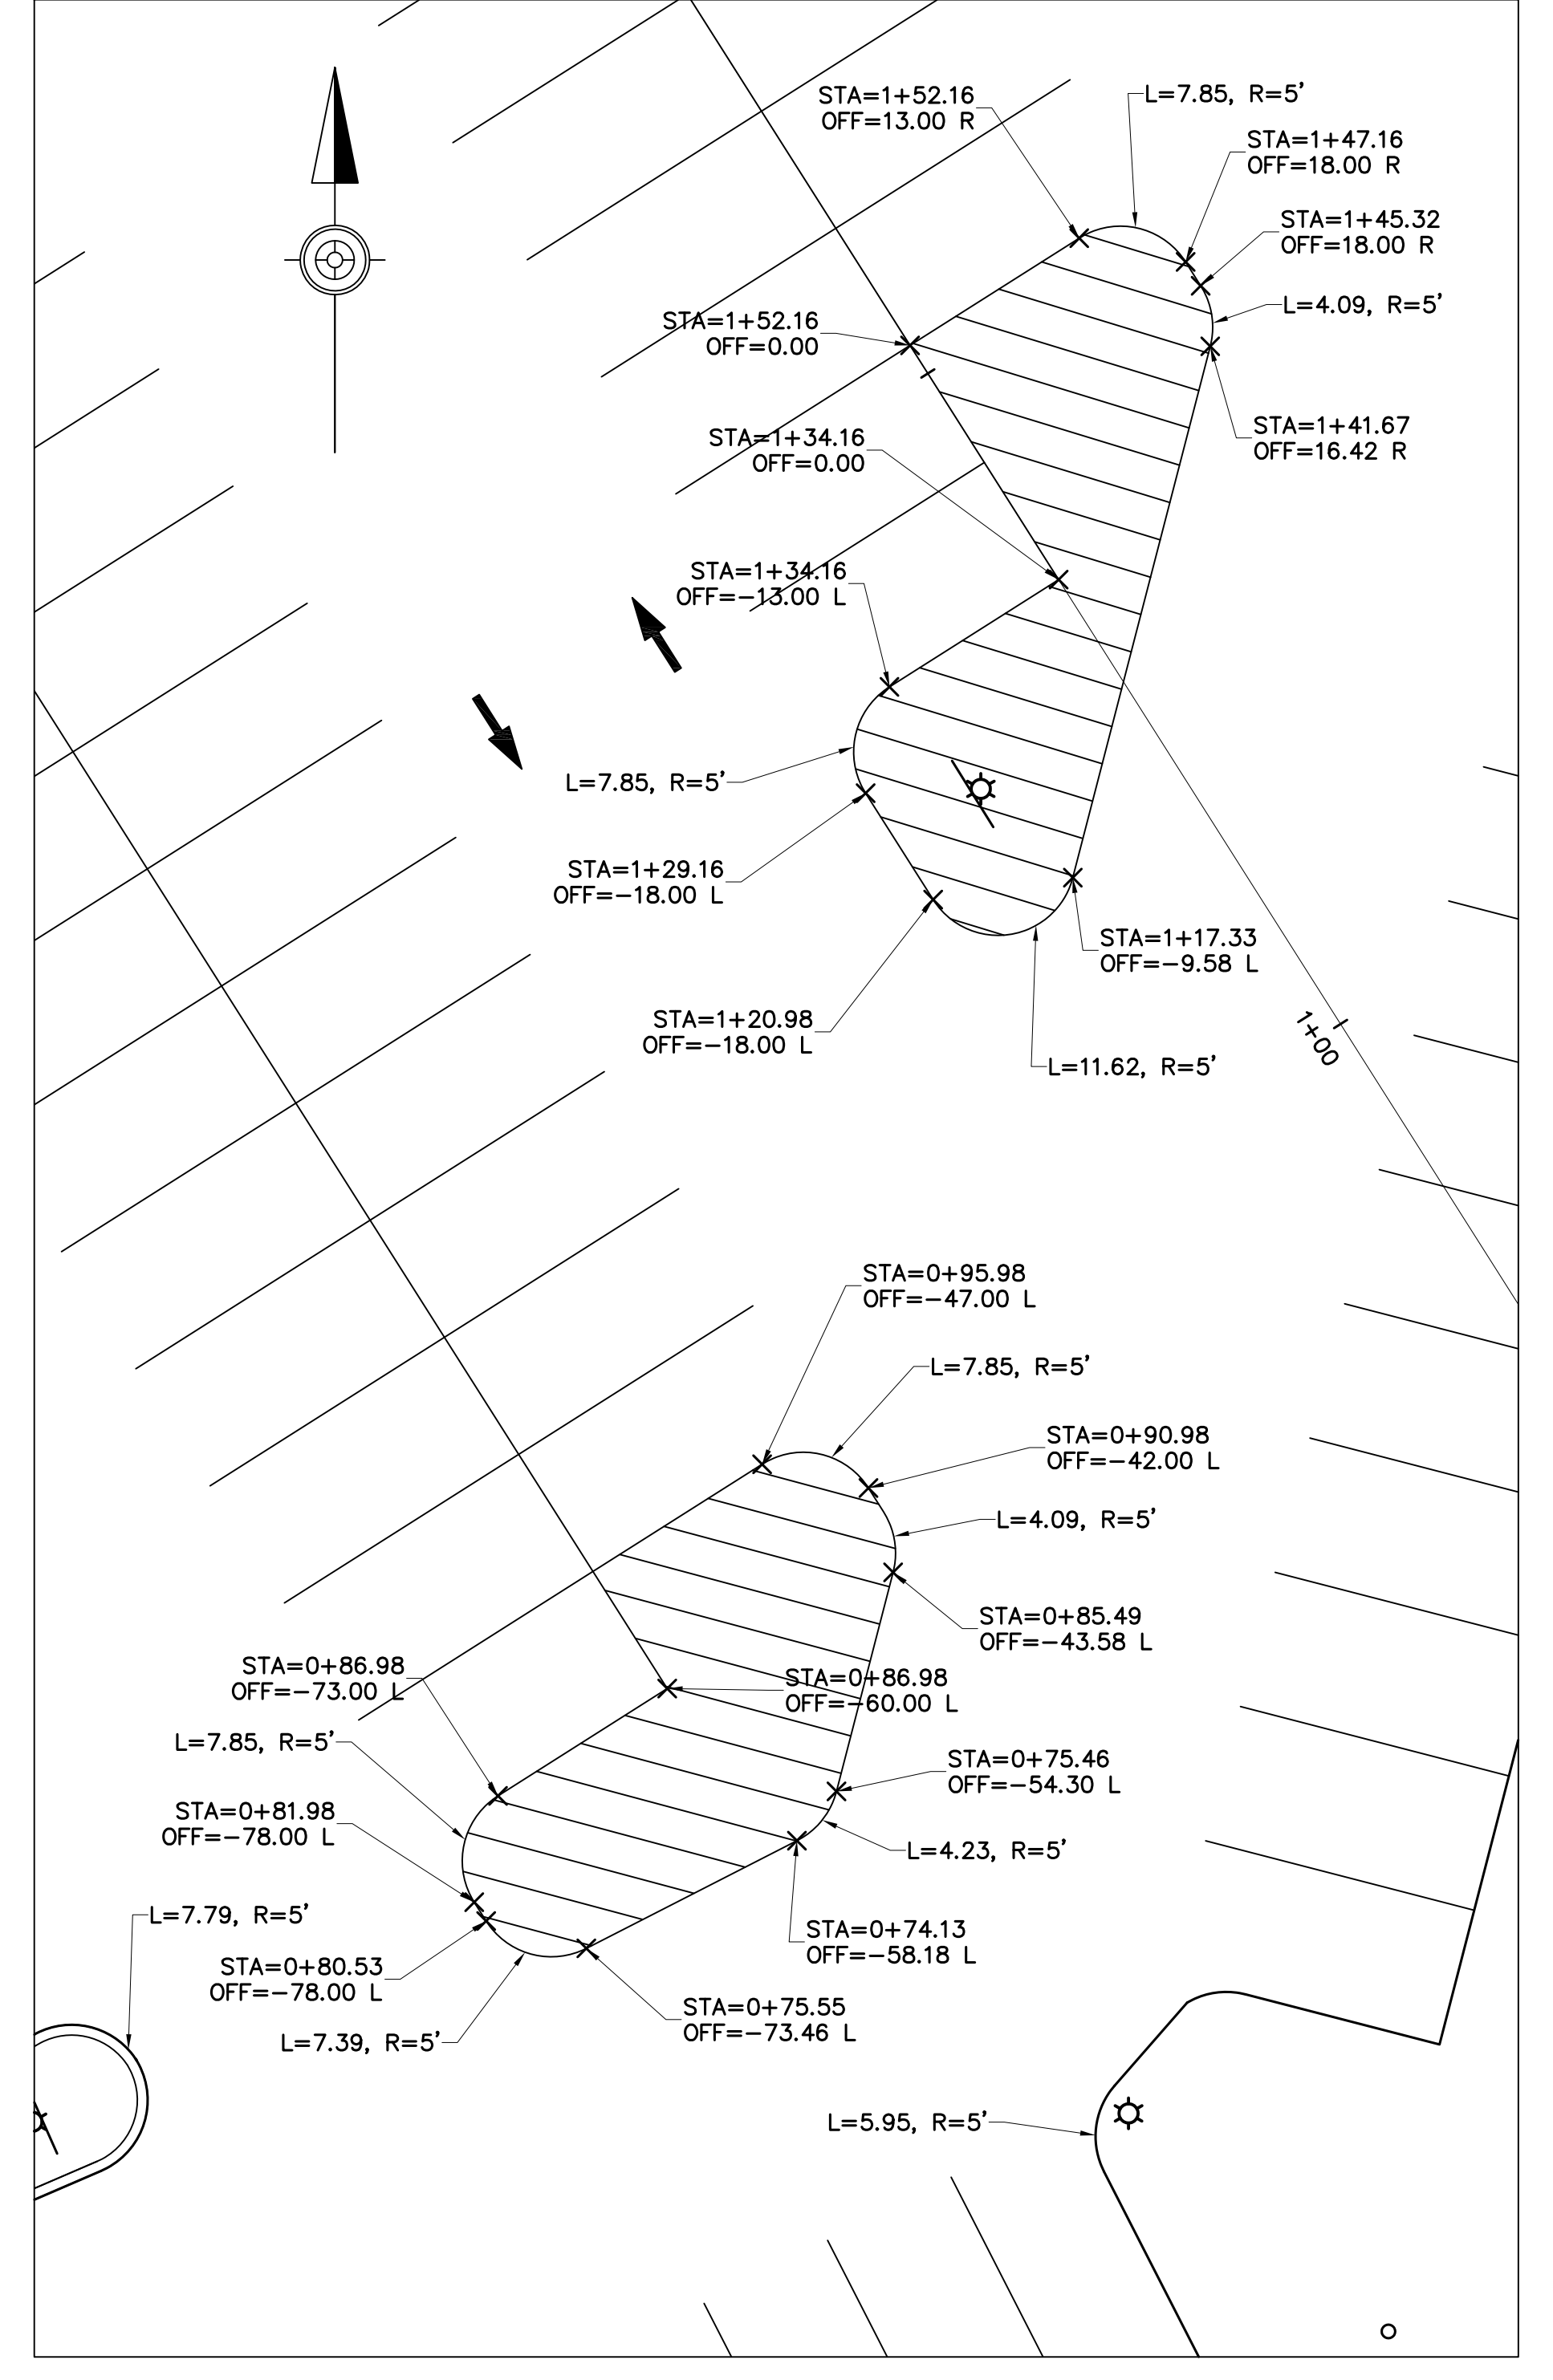 STA=1+52.16
OFF=13.00 R
L=7.85, R=5'
STA=1+47.16
OFF=18.00 R
STA=1+45.32
OFF=18.00 R
L=4.09, R=5'
STA=1+52.16
OFF=0.00
STA=1+41.67
OFF=16.42 R
STA=1+34.16
OFF=0.00
STA=1+34.16
OFF=-13.00 L
L=7.85, R=5'
STA=1+29.16
OFF=-18.00 L
STA=1+17.33
OFF=-9.58 L
STA=1+20.98
OFF=-18.00 L
1+00
L=11.62, R=5'
STA=0+95.98
OFF=-47.00 L
L=7.85, R=5'
STA=0+90.98
OFF=-42.00 L
L=4.09, R=5'
STA=0+85.49
OFF=-43.58 L
STA=0+86.98
OFF=-73.00 L
STA=0+86.98
OFF=-60.00 L
L=7.85, R=5'
STA=0+75.46
OFF=-54.30 L
STA=0+81.98
OFF=-78.00 L
L=4.23, R=5'
L=7.79, R=5'
STA=0+74.13
OFF=-58.18 L
STA=0+80.53
OFF=-78.00 L
STA=0+75.55
OFF=-73.46 L
L=7.39, R=5'
L=5.95, R=5'